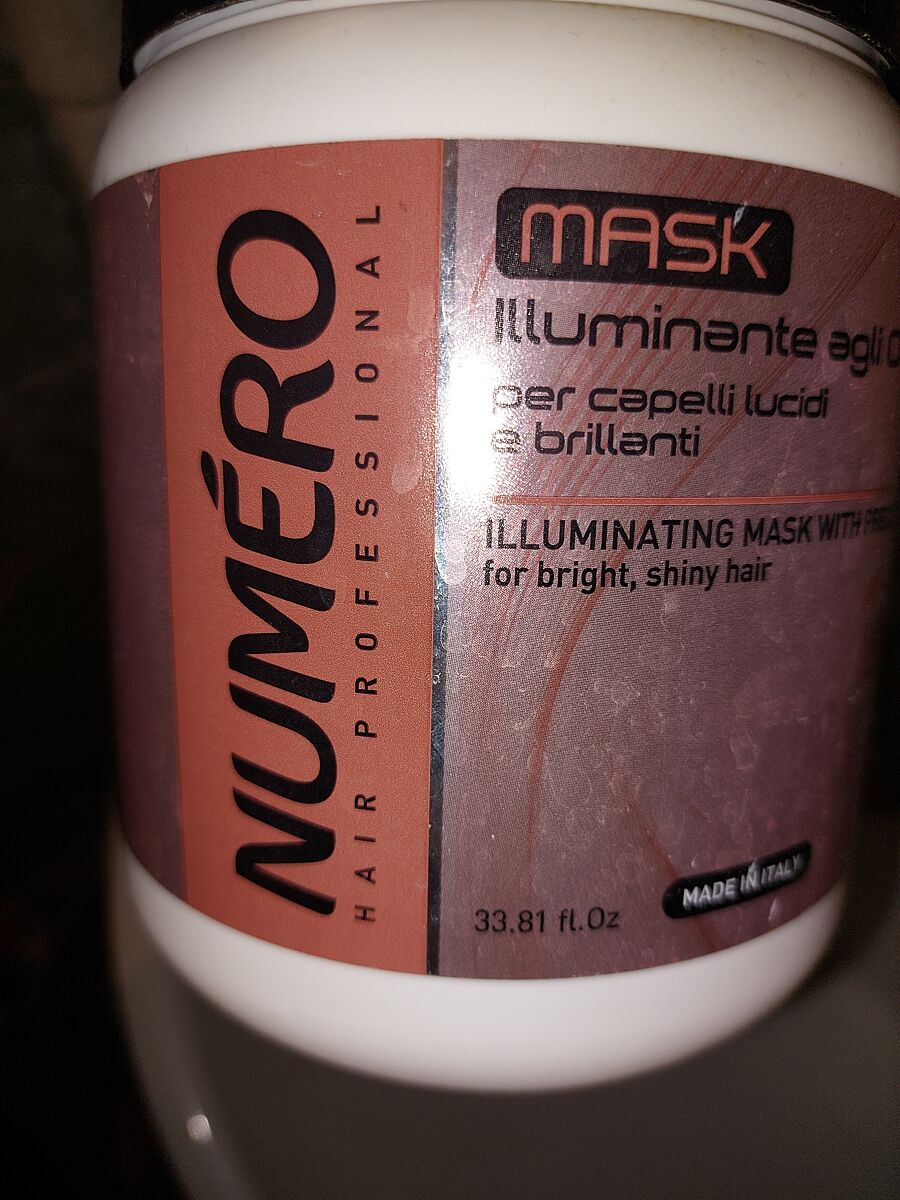 NUMÉRO
HAIR PROFESSIONAL
MASK
Illuminante agli
per capelli lucidi
e brillanti
ILLUMINATING MASK WITH
for bright, shiny hair
33.81 fl.Oz
MADE IN ITALY